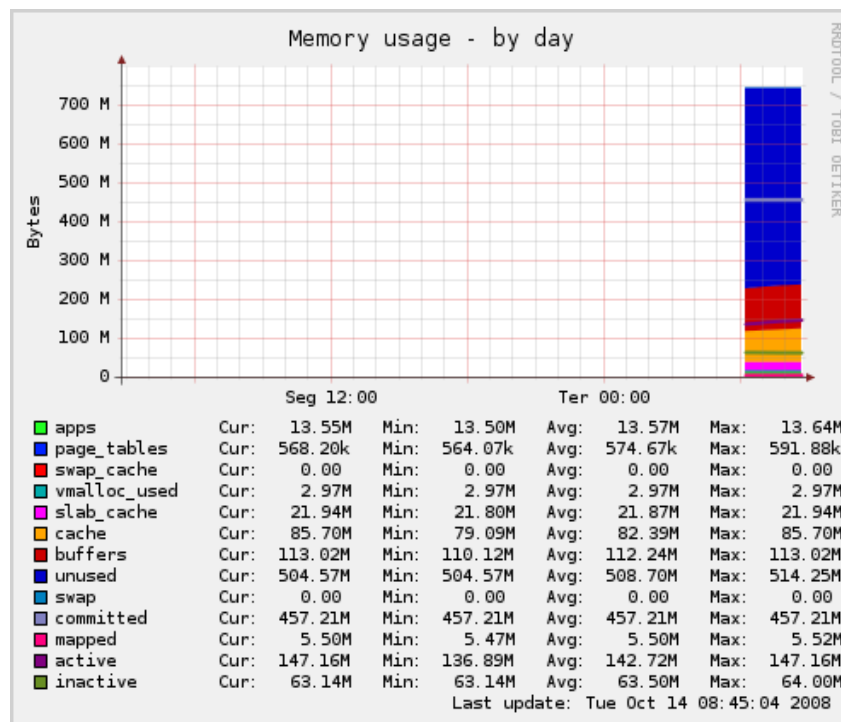 Memory usage - by day
RRDTOOL / TOBI OETIKER
Bytes
700 M
600 M
500 M
400 M
300 M
200 M
100 M
0
Seg 12:00 Ter 00:00
apps Cur: 13.55M Min: 13.50M Avg: 13.57M Max: 13.64M
page_tables Cur: 568.20k Min: 564.07k Avg: 574.67k Max: 591.88k
swap_cache Cur: 0.00 Min: 0.00 Avg: 0.00 Max: 0.00
vmalloc_used Cur: 2.97M Min: 2.97M Avg: 2.97M Max: 2.97M
slab_cache Cur: 21.94M Min: 21.80M Avg: 21.87M Max: 21.94M
cache Cur: 85.70M Min: 79.09M Avg: 82.39M Max: 85.70M
buffers Cur: 113.02M Min: 110.12M Avg: 112.24M Max: 113.02M
unused Cur: 504.57M Min: 504.57M Avg: 508.70M Max: 514.25M
swap Cur: 0.00 Min: 0.00 Avg: 0.00 Max: 0.00
committed Cur: 457.21M Min: 457.21M Avg: 457.21M Max: 457.21M
mapped Cur: 5.50M Min: 5.47M Avg: 5.50M Max: 5.52M
active Cur: 147.16M Min: 136.89M Avg: 142.72M Max: 147.16M
inactive Cur: 63.14M Min: 63.14M Avg: 63.50M Max: 64.00M
Last update: Tue Oct 14 08:45:04 2008